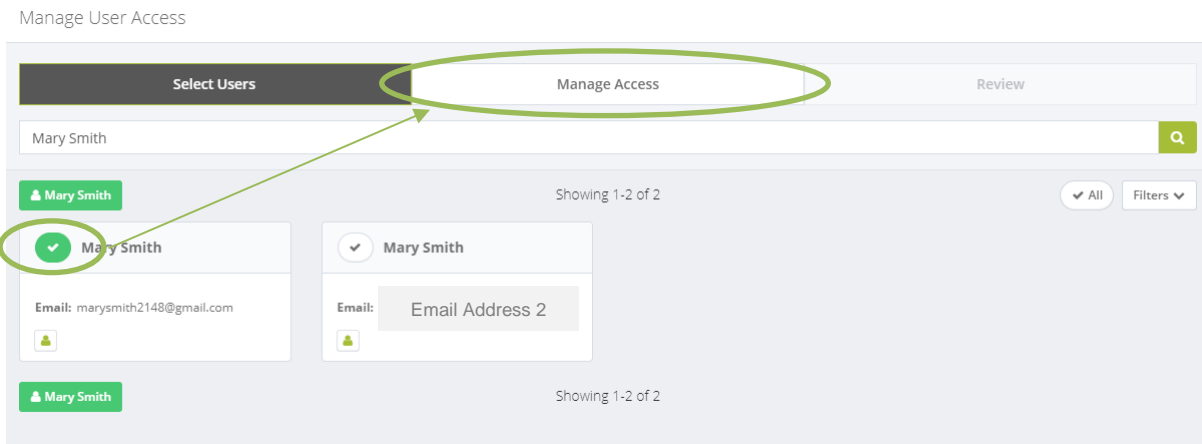 Manage User Access
Select Users
Manage Access
Review
Mary Smith
Mary Smith
Showing 1-2 of 2
All
Filters
Mary Smith
Mary Smith
Email: marysmith2148@gmail.com
Email: Email Address 2
Mary Smith
Showing 1-2 of 2